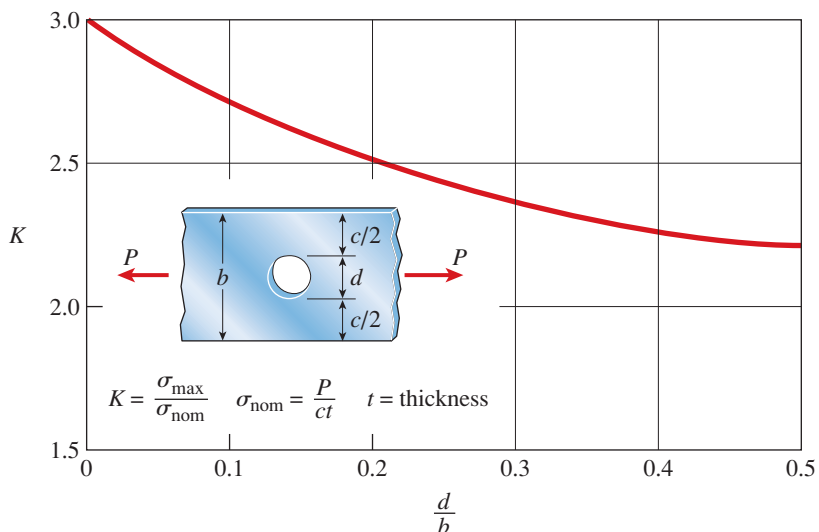 3.0
2.5
K
2.0
1.5
P
b
c/2
d
c/2
P
K = σmax/σnom σnom = P/ct t = thickness
0 0.1 0.2 0.3 0.4 0.5
d/b